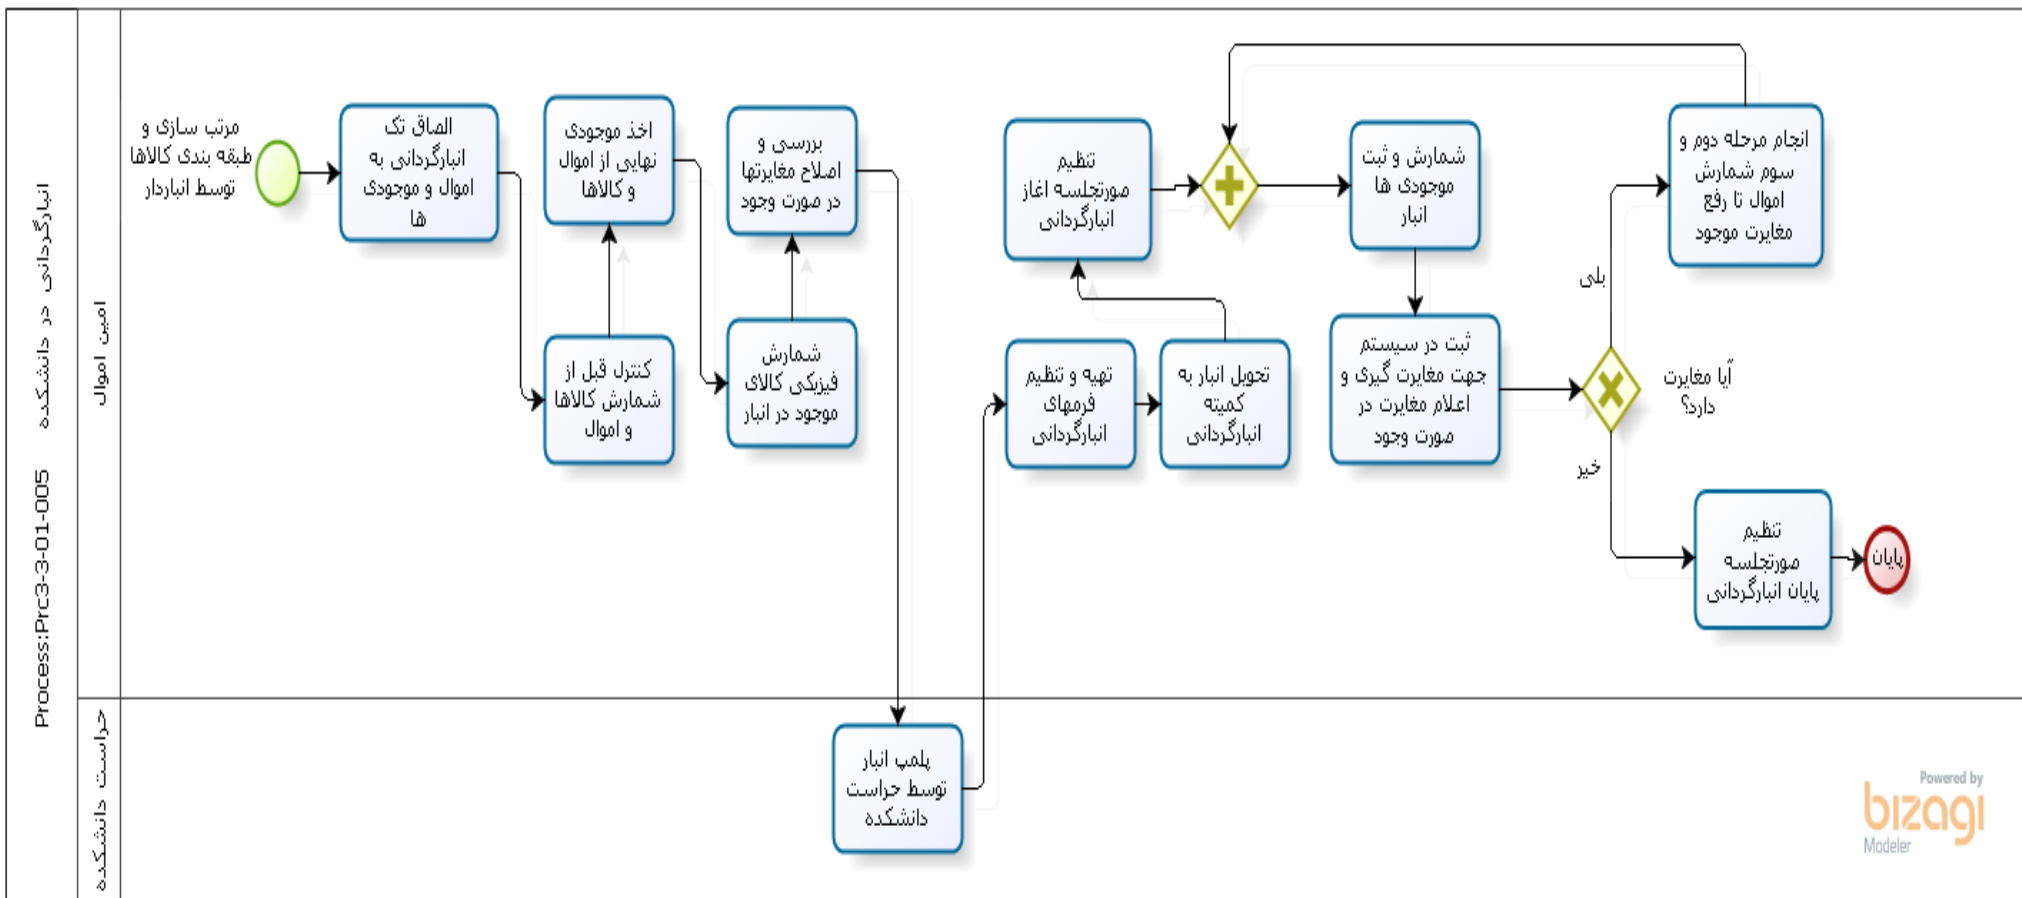 انبارگردانی در دانشکده
Process:Prc3-3-01-005
امین اموال
حراست دانشکده
مرتب سازی و
طبقه بندی کالاها
توسط انباردار
الصاق تک
انبارگردانی به
اموال و موجودی
ها
کنترل قبل از
شمارش کالاها
و اموال
اخذ موجودی
نهایی از اموال
و کالاها
شمارش
فیزیکی کالای
موجود در انبار
بررسی و
اصلاح مغایرتها
در صورت وجود
پلمپ انبار
توسط حراست
دانشکده
تهیه و تنظیم
فرمهای
انبارگردانی
تحویل انبار به
کمیته
انبارگردانی
تنظیم
صورتجلسه اغاز
انبارگردانی
شمارش و ثبت
موجودی ها
انبار
ثبت در سیستم
جهت مغایرت گیری و
اعلام مغایرت در
صورت وجود
آیا مغایرت
دارد؟
بلی
انجام مرحله دوم و
سوم شمارش
اموال تا رفع
مغایرت موجود
خیر
تنظیم
صورتجلسه
پایان انبارگردانی
پایان
Powered by
bizagi
Modeler